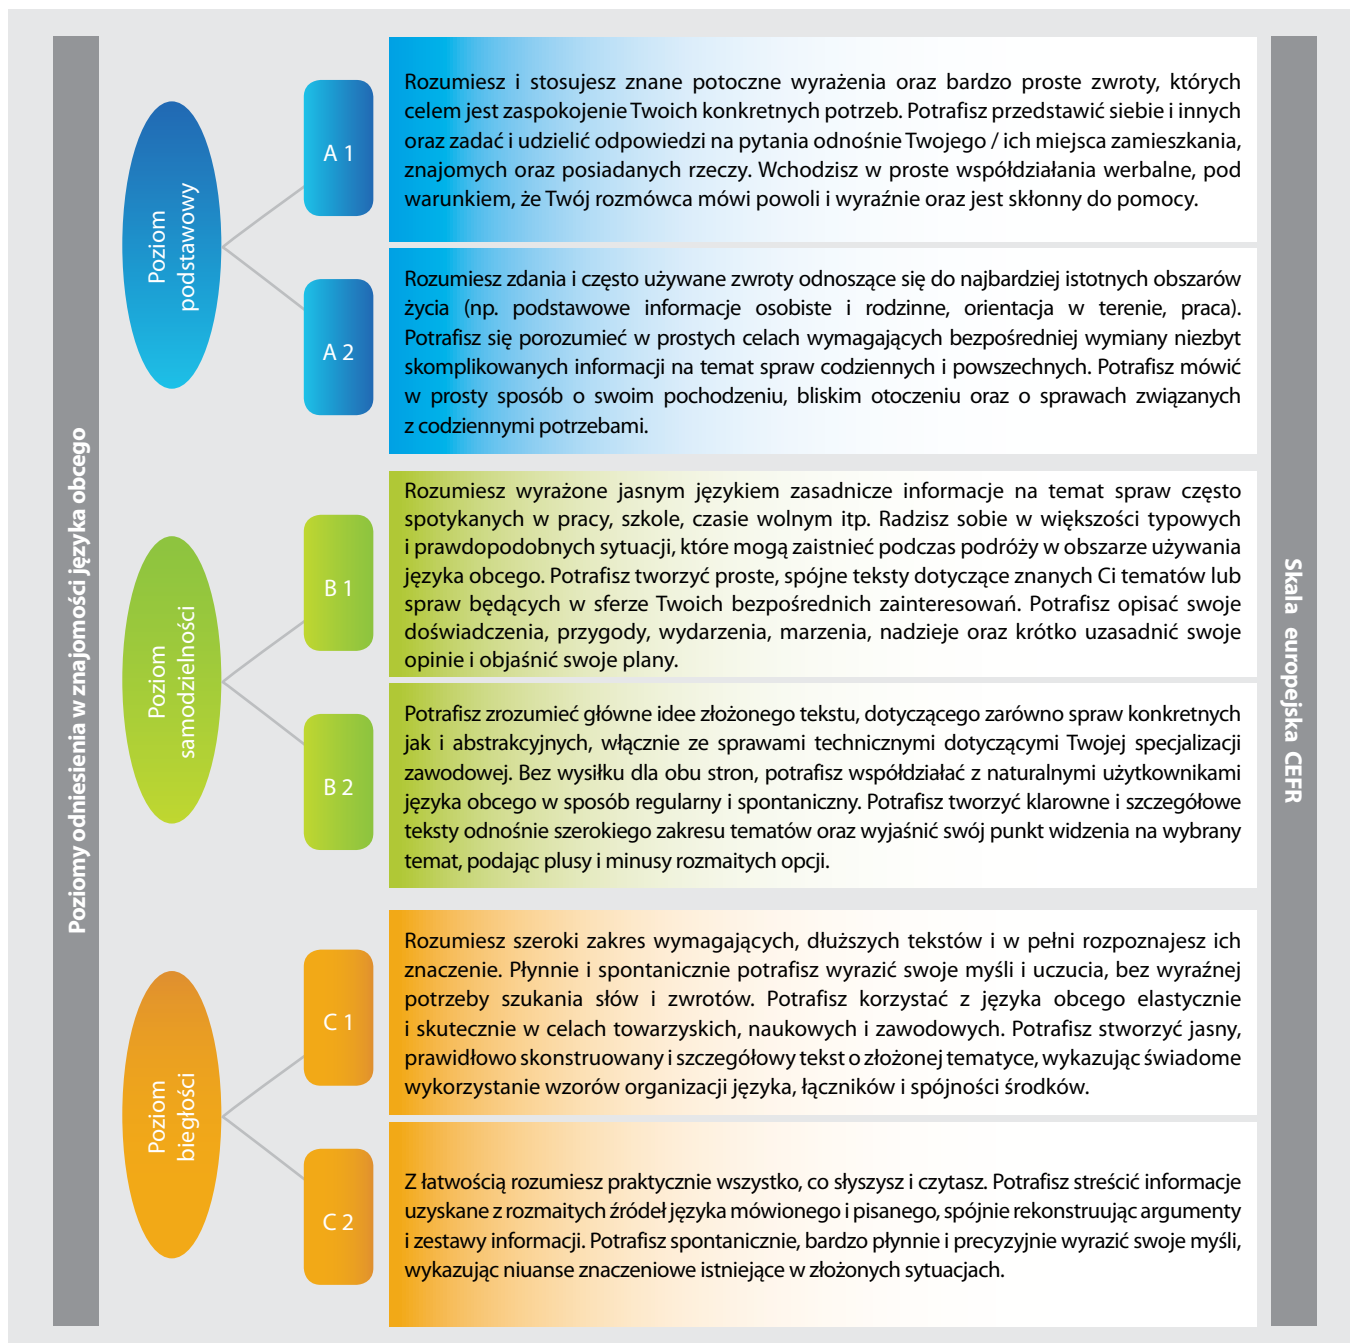 Poziomy odniesienia w znajomości języka obcego
Poziom
podstawowy
A 1
Rozumiesz i stosujesz znane potoczne wyrażenia oraz bardzo proste zwroty, których
celem jest zaspokojenie Twoich konkretnych potrzeb. Potrafisz przedstawić siebie i innych
oraz zadać i udzielić odpowiedzi na pytania odnośnie Twojego / ich miejsca zamieszkania,
znajomych oraz posiadanych rzeczy. Wchodzisz w proste współdziałania werbalne, pod
warunkiem, że Twój rozmówca mówi powoli i wyraźnie oraz jest skłonny do pomocy.
A 2
Rozumiesz zdania i często używane zwroty odnoszące się do najbardziej istotnych obszarów
życia (np. podstawowe informacje osobiste i rodzinne, orientacja w terenie, praca).
Potrafisz się porozumieć w prostych celach wymagających bezpośredniej wymiany niezbyt
skomplikowanych informacji na temat spraw codziennych i powszechnych. Potrafisz mówić
w prosty sposób o swoim pochodzeniu, bliskim otoczeniu oraz o sprawach związanych
z codziennymi potrzebami.
Poziom
samodzielności
B 1
Rozumiesz wyrażone jasnym językiem zasadnicze informacje na temat spraw często
spotykanych w pracy, szkole, czasie wolnym itp. Radzisz sobie w większości typowych
i prawdopodobnych sytuacji, które mogą zaistnieć podczas podróży w obszarze używania
języka obcego. Potrafisz tworzyć proste, spójne teksty dotyczące znanych Ci tematów lub
spraw będących w sferze Twoich bezpośrednich zainteresowań. Potrafisz opisać swoje
doświadczenia, przygody, wydarzenia, marzenia, nadzieje oraz krótko uzasadnić swoje
opinie i objaśnić swoje plany.
B 2
Potrafisz zrozumieć główne idee złożonego tekstu, dotyczącego zarówno spraw konkretnych
jak i abstrakcyjnych, włącznie ze sprawami technicznymi dotyczącymi Twojej specjalizacji
zawodowej. Bez wysiłku dla obu stron, potrafisz współdziałać z naturalnymi użytkownikami
języka obcego w sposób regularny i spontaniczny. Potrafisz tworzyć klarowne i szczegółowe
teksty odnośnie szerokiego zakresu tematów oraz wyjaśnić swój punkt widzenia na wybrany
temat, podając plusy i minusy rozmaitych opcji.
Poziom
biegłości
C 1
Rozumiesz szeroki zakres wymagających, dłuższych tekstów i w pełni rozpoznajesz ich
znaczenie. Płynnie i spontanicznie potrafisz wyrazić swoje myśli i uczucia, bez wyraźnej
potrzeby szukania słów i zwrotów. Potrafisz korzystać z języka obcego elastycznie
i skutecznie w celach towarzyskich, naukowych i zawodowych. Potrafisz stworzyć jasny,
prawidłowo skonstruowany i szczegółowy tekst o złożonej tematyce, wykazując świadome
wykorzystanie wzorów organizacji języka, łączników i spójności środków.
C 2
Z łatwością rozumiesz praktycznie wszystko, co słyszysz i czytasz. Potrafisz streścić informacje
uzyskane z rozmaitych źródeł języka mówionego i pisanego, spójnie rekonstruując argumenty
i zestawy informacji. Potrafisz spontanicznie, bardzo płynnie i precyzyjnie wyrazić swoje myśli,
wykazując niuanse znaczeniowe istniejące w złożonych sytuacjach.
Skala europejska CEFR